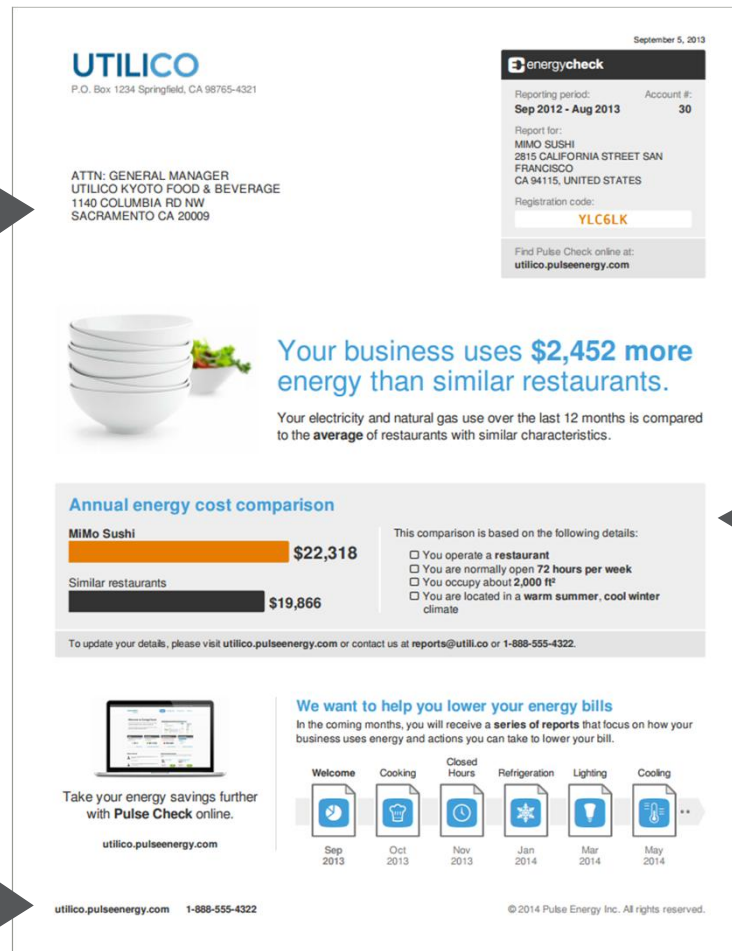 September 5, 2013
UTILICO
P.O. Box 1234 Springfield, CA 98765-4321
energycheck
Reporting period: Account #:
Sep 2012 - Aug 2013 30
Report for:
MIMO SUSHI
2815 CALIFORNIA STREET SAN
FRANCISCO
CA 94115, UNITED STATES
Registration code:
YLC6LK
Find Pulse Check online at:
utilico.pulseenergy.com
ATTN: GENERAL MANAGER
UTILICO KYOTO FOOD & BEVERAGE
1140 COLUMBIA RD NW
SACRAMENTO CA 20009
Your business uses $2,452 more
energy than similar restaurants.
Your electricity and natural gas use over the last 12 months is compared
to the average of restaurants with similar characteristics.
Annual energy cost comparison
MiMo Sushi
$22,318
Similar restaurants
$19,866
This comparison is based on the following details:
You operate a restaurant
You are normally open 72 hours per week
You occupy about 2,000 ft²
You are located in a warm summer, cool winter
climate
To update your details, please visit utilico.pulseenergy.com or contact us at reports@utili.co or 1-888-555-4322.
Take your energy savings further
with Pulse Check online.
utilico.pulseenergy.com
We want to help you lower your energy bills
In the coming months, you will receive a series of reports that focus on how your
business uses energy and actions you can take to lower your bill.
Welcome Cooking Closed Hours Refrigeration Lighting Cooling
Sep Oct Nov Jan Mar May
2013 2013 2013 2014 2014 2014
utilico.pulseenergy.com 1-888-555-4322
© 2014 Pulse Energy Inc. All rights reserved.